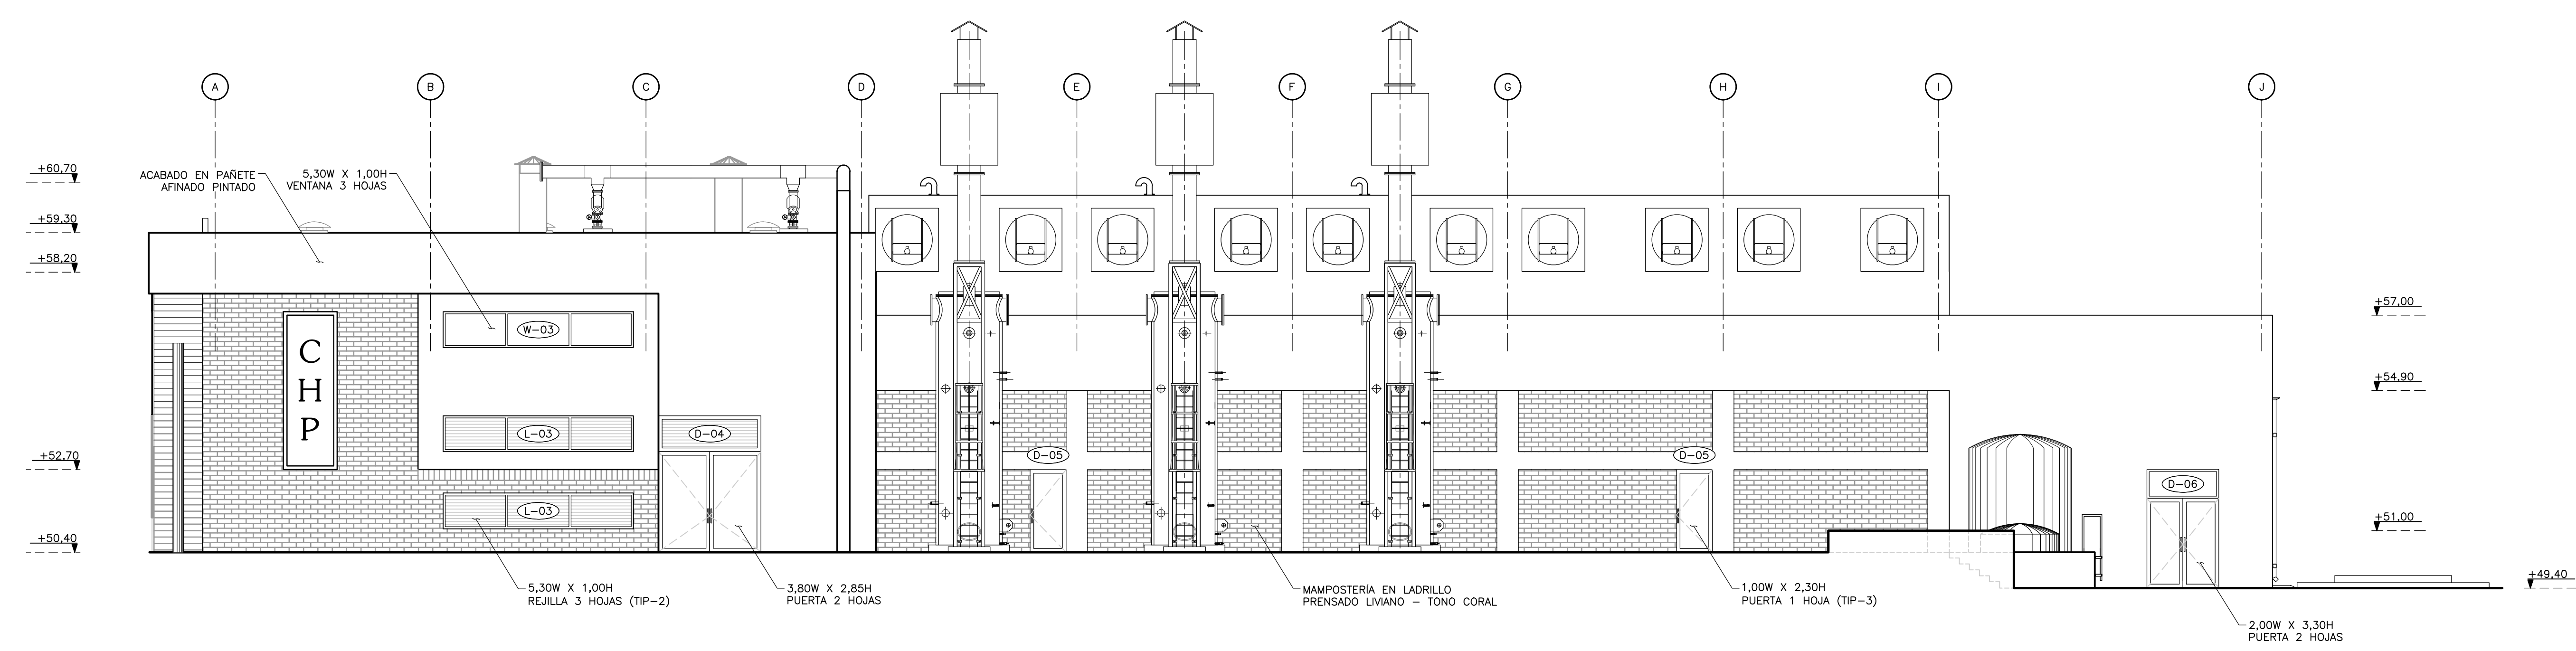 A
B
C
D
E
F
G
H
I
J
+60,70
+59,30
+58,20
+52,70
+50,40
ACABADO EN PAÑETE
AFINADO PINTADO
5,30W X 1,00H
VENTANA 3 HOJAS
C
H
P
W-03
L-03
L-03
D-04
D-05
D-05
D-06
+57,00
+54,90
+51,00
+49,40
5,30W X 1,00H
REJILLA 3 HOJAS (TIP-2)
3,80W X 2,85H
PUERTA 2 HOJAS
MAMPOSTERÍA EN LADRILLO
PRENSADO LIVIANO - TONO CORAL
1,00W X 2,30H
PUERTA 1 HOJA (TIP-3)
2,00W X 3,30H
PUERTA 2 HOJAS